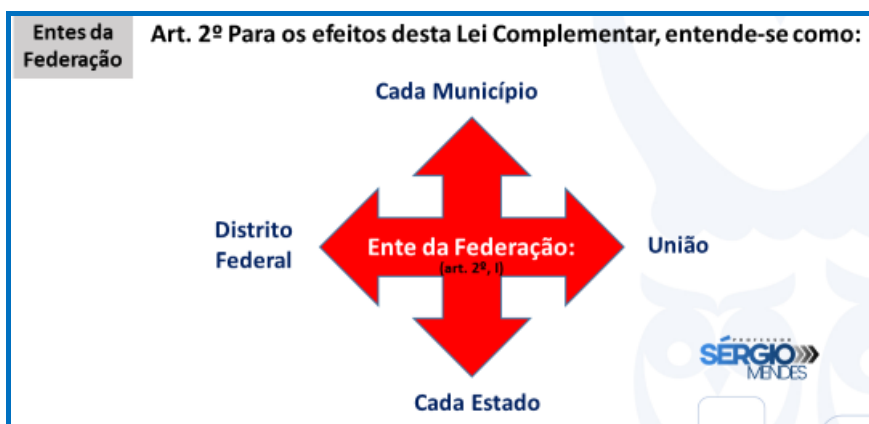 Entes da
Federação
Art. 2º Para os efeitos desta Lei Complementar, entende-se como:
Cada Município
Distrito
Federal
Ente da Federação:
(art. 2º, I)
União
Cada Estado
PROFESSOR
SÉRGIO
MENDES